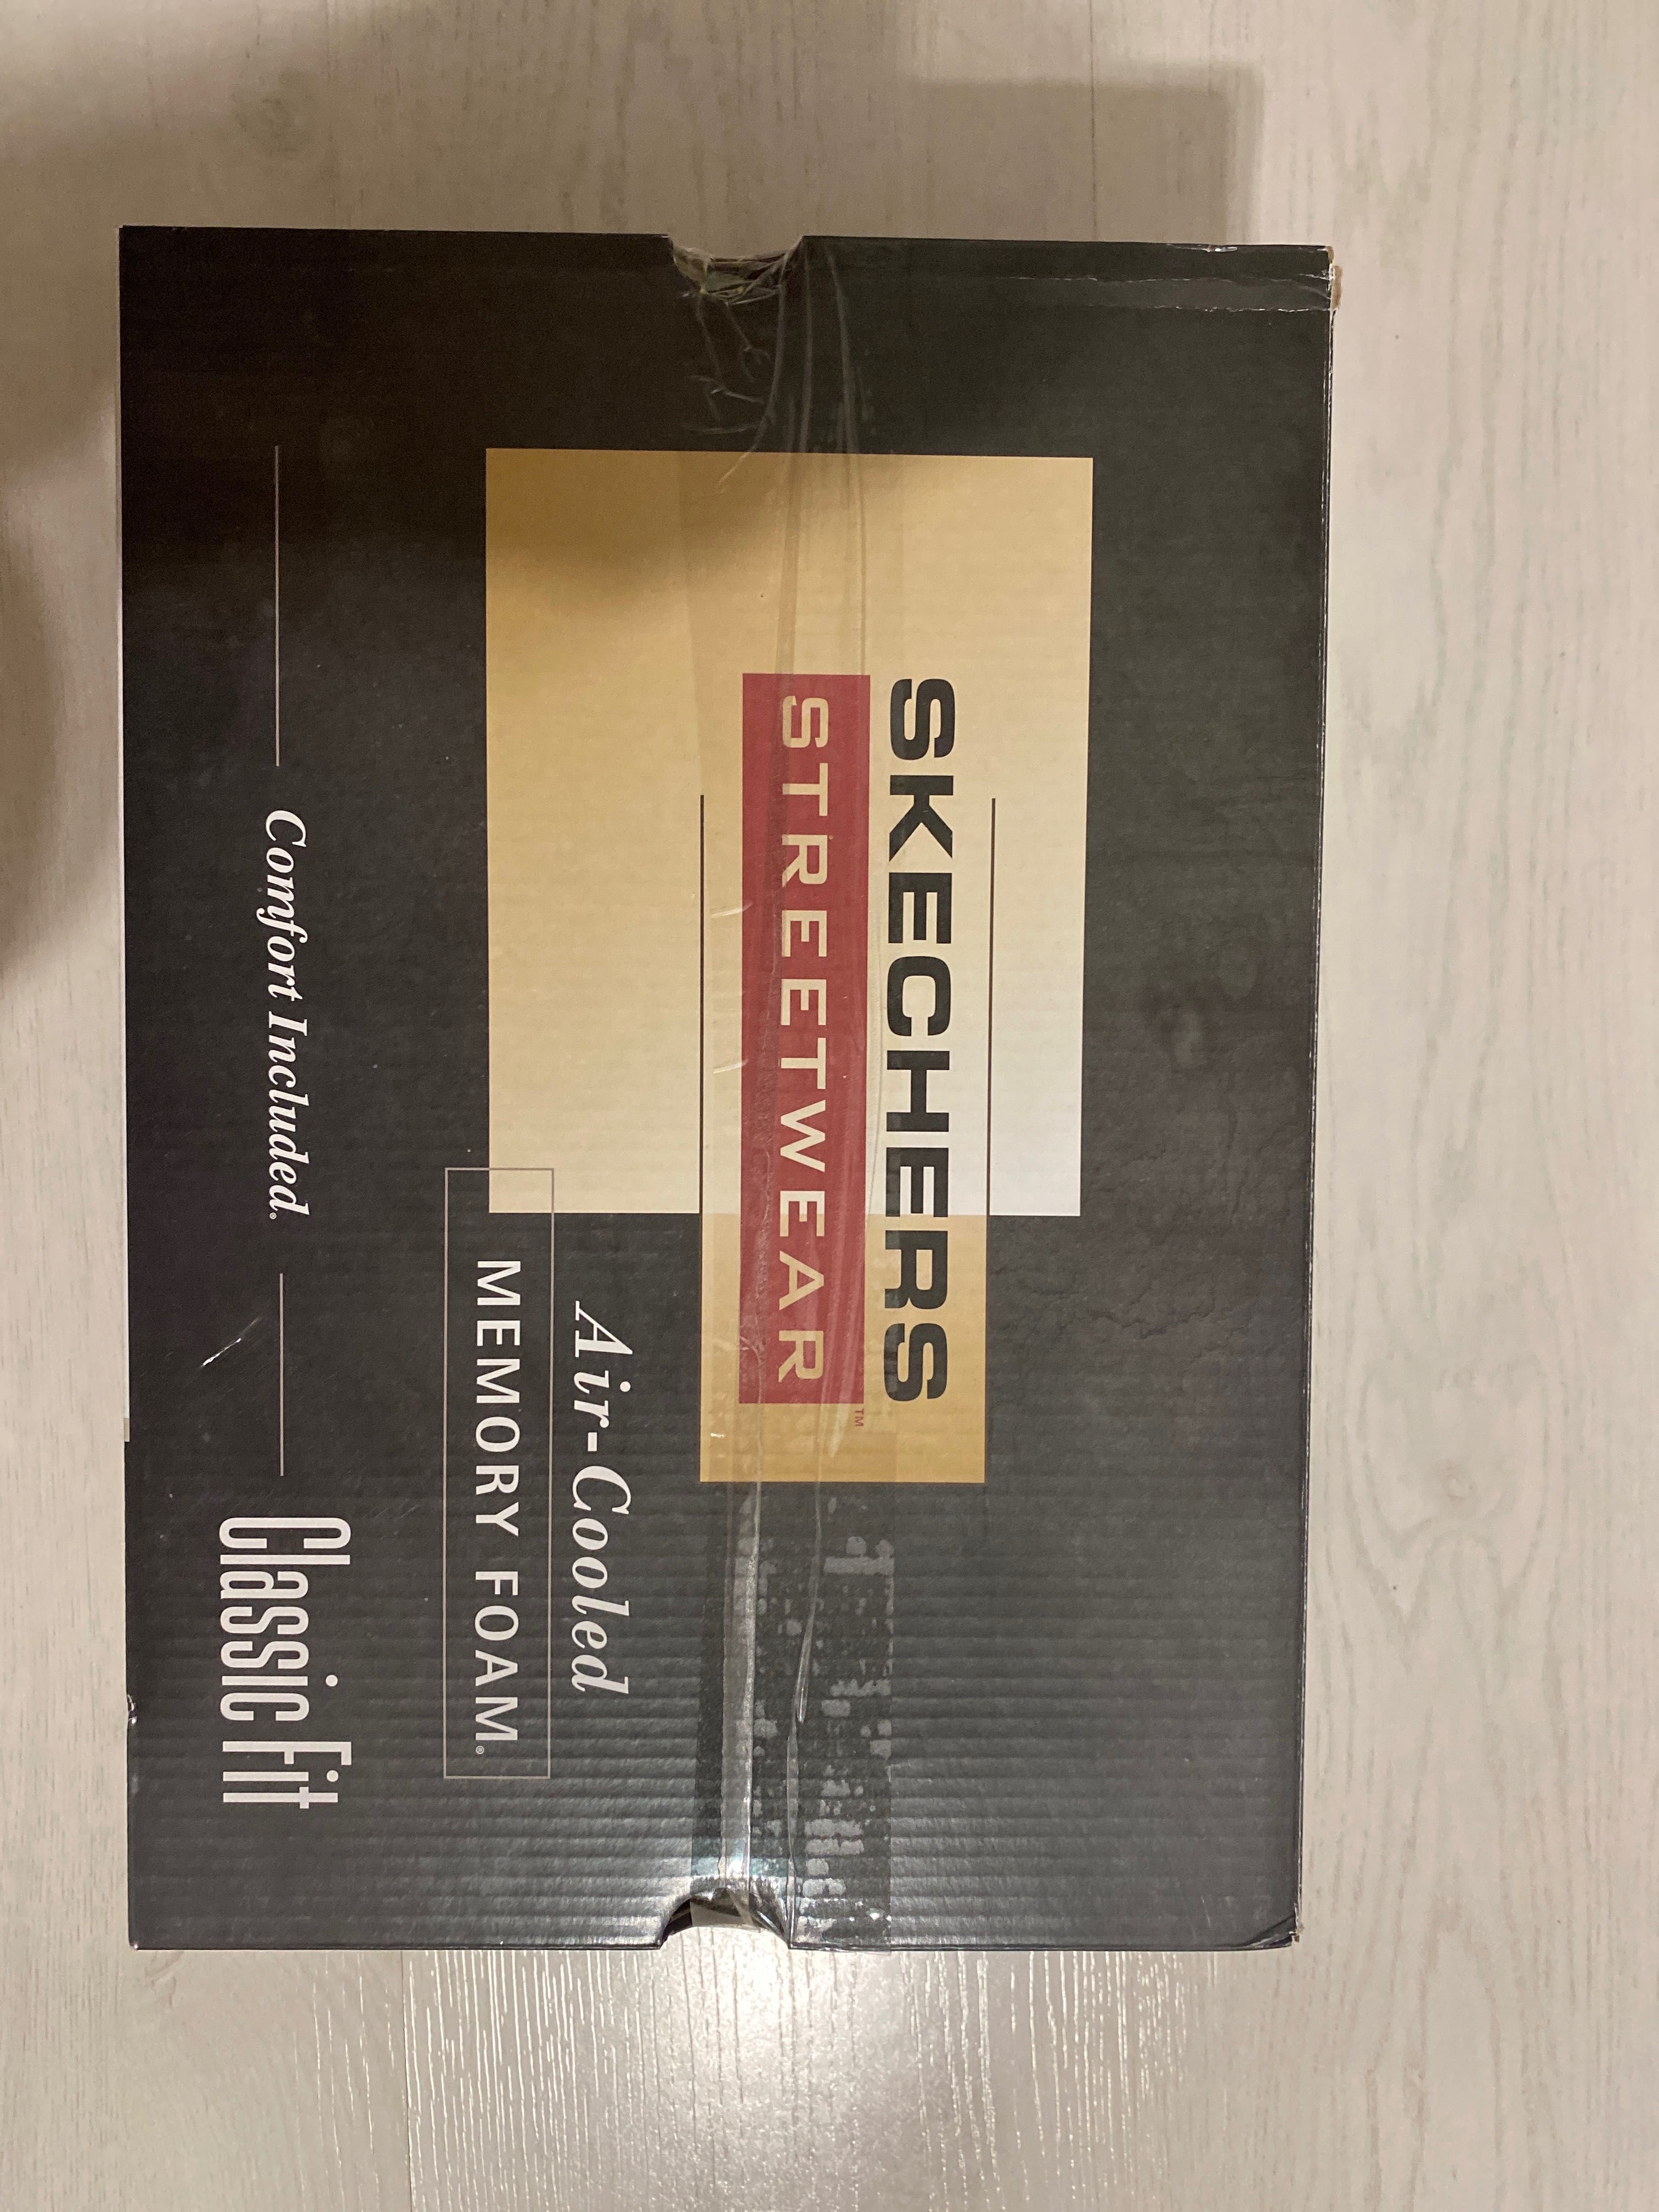 SKECHERS
STREETWEAR™
Air-Cooled
MEMORY FOAM®
Comfort Included®
Classic Fit